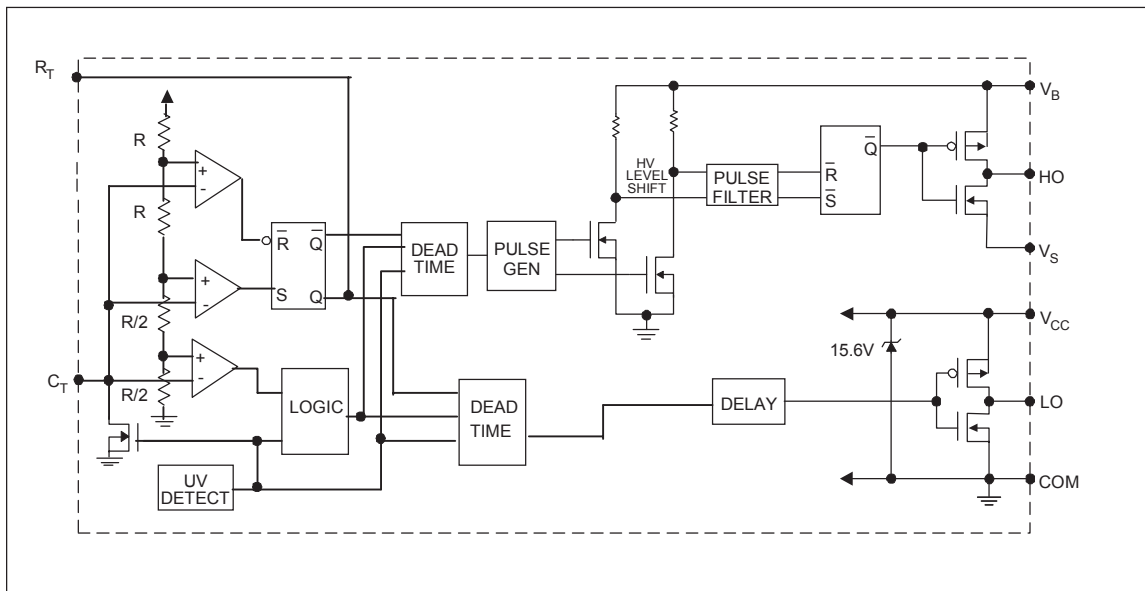 R_T
R
R
R/2
R/2
C_T
+
-
+
-
+
-
R̅ Q̅
S Q
LOGIC
UV
DETECT
DEAD
TIME
DEAD
TIME
PULSE
GEN
HV
LEVEL
SHIFT
PULSE
FILTER
Q̅
R̅
S̅
DELAY
15.6V
V_B
HO
V_S
V_CC
LO
COM